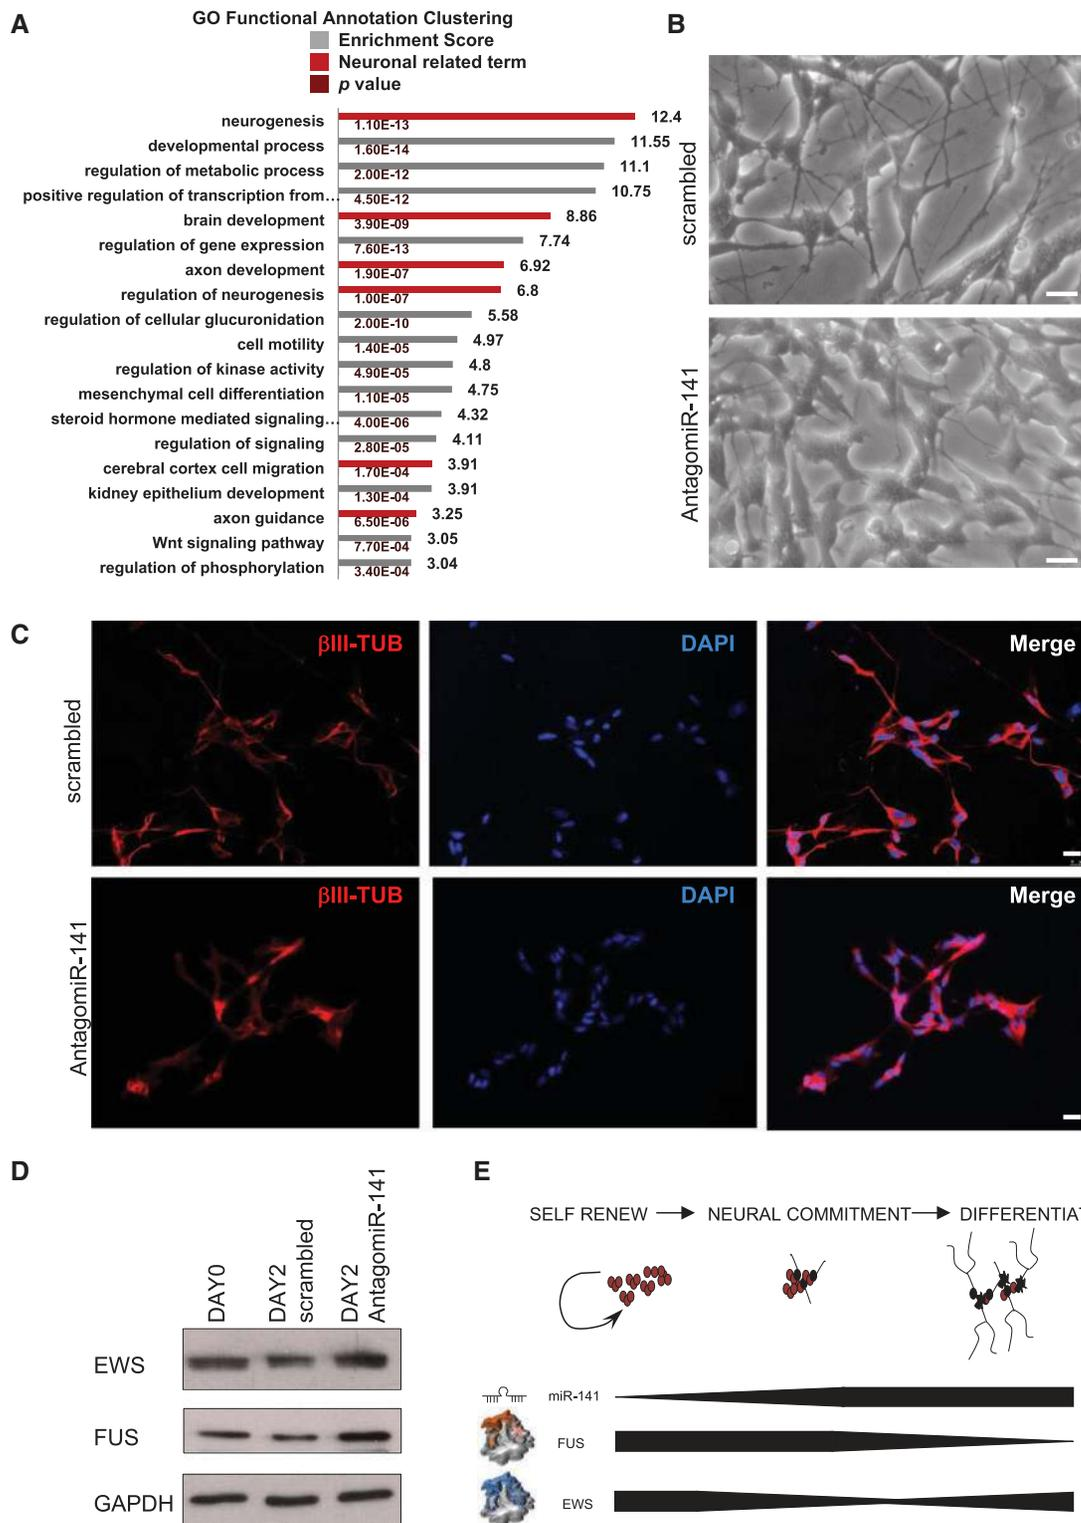 A
GO Functional Annotation Clustering
Enrichment Score
Neuronal related term
p value
neurogenesis 1.10E-13 12.4
developmental process 1.60E-14 11.55
regulation of metabolic process 2.00E-12 11.1
positive regulation of transcription from... 4.50E-12 10.75
brain development 3.90E-09 8.86
regulation of gene expression 7.60E-13 7.74
axon development 1.90E-07 6.92
regulation of neurogenesis 1.00E-07 6.8
regulation of cellular glucuronidation 2.00E-10 5.58
cell motility 1.40E-05 4.97
regulation of kinase activity 4.90E-05 4.8
mesenchymal cell differentiation 1.10E-05 4.75
steroid hormone mediated signaling... 4.00E-06 4.32
regulation of signaling 2.80E-05 4.11
cerebral cortex cell migration 1.70E-04 3.91
kidney epithelium development 1.30E-04 3.91
axon guidance 6.50E-06 3.25
Wnt signaling pathway 7.70E-04 3.05
regulation of phosphorylation 3.40E-04 3.04
B
scrambled
AntagomiR-141
C
scrambled
βIII-TUB
DAPI
Merge
AntagomiR-141
βIII-TUB
DAPI
Merge
D
DAY0
DAY2 scrambled
DAY2 AntagomiR-141
EWS
FUS
GAPDH
E
SELF RENEW → NEURAL COMMITMENT → DIFFERENTIAT
miR-141
FUS
EWS